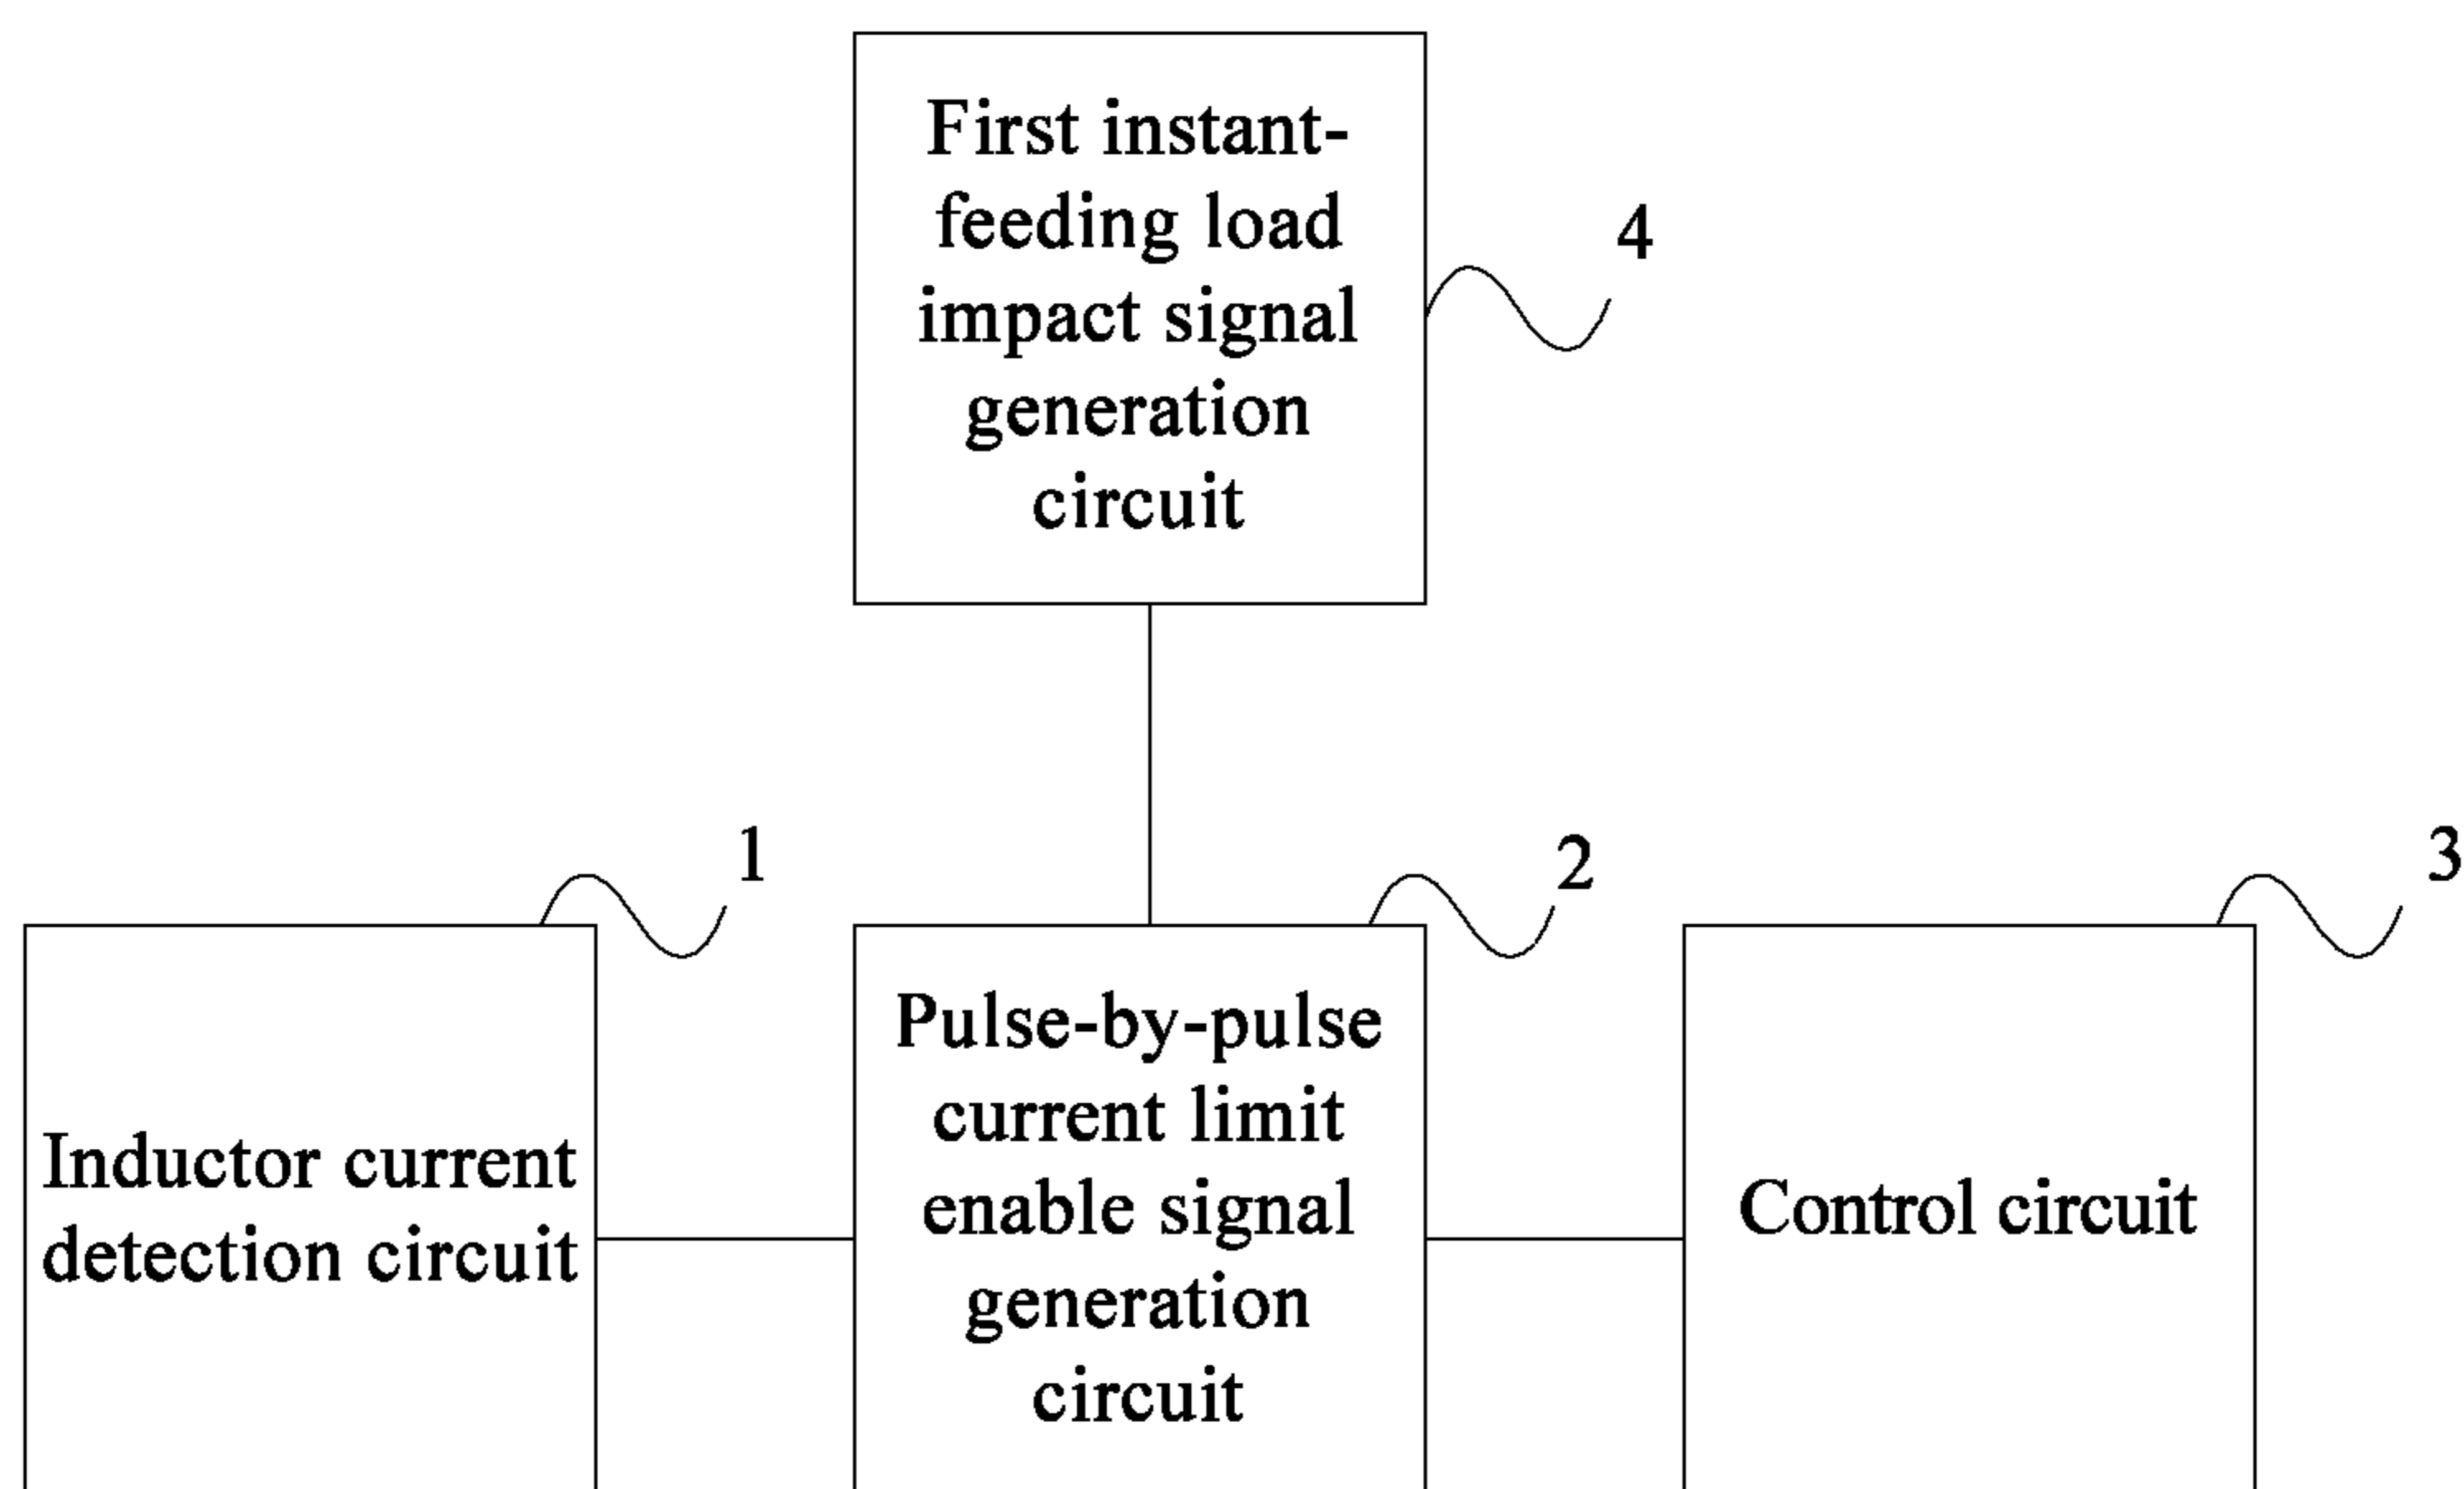 First instant-
feeding load
impact signal
generation
circuit
4
1
2
3
Inductor current
detection circuit
Pulse-by-pulse
current limit
enable signal
generation
circuit
Control circuit